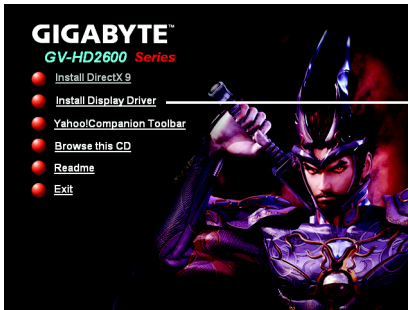 GIGABYTE™
GV-HD2600 Series
Install DirectX 9
Install Display Driver
Yahoo!Companion Toolbar
Browse this CD
Readme
Exit